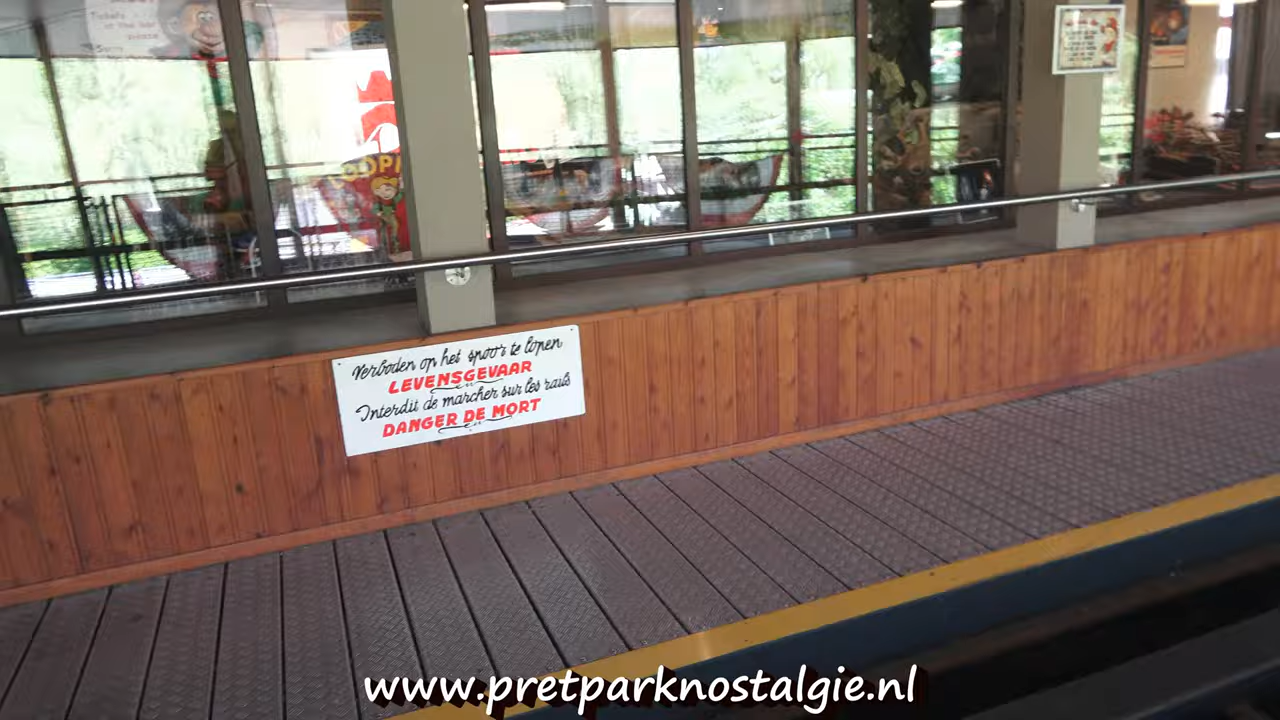 Verboden op het spoor te lopen
LEVENSGEVAAR
Interdit de marcher sur les rails
DANGER DE MORT
www.pretparknostalgie.nl